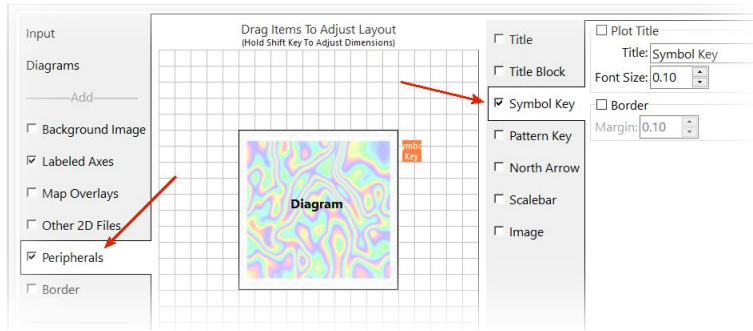 Input
Diagrams
Add
Background Image
Labeled Axes
Map Overlays
Other 2D Files
Peripherals
Border
Drag Items To Adjust Layout
(Hold Shift Key To Adjust Dimensions)
Diagram
Key
Title
Title Block
Symbol Key
Pattern Key
North Arrow
Scalebar
Image
Plot Title
Title: Symbol Key
Font Size: 0.10
Border
Margin: 0.10